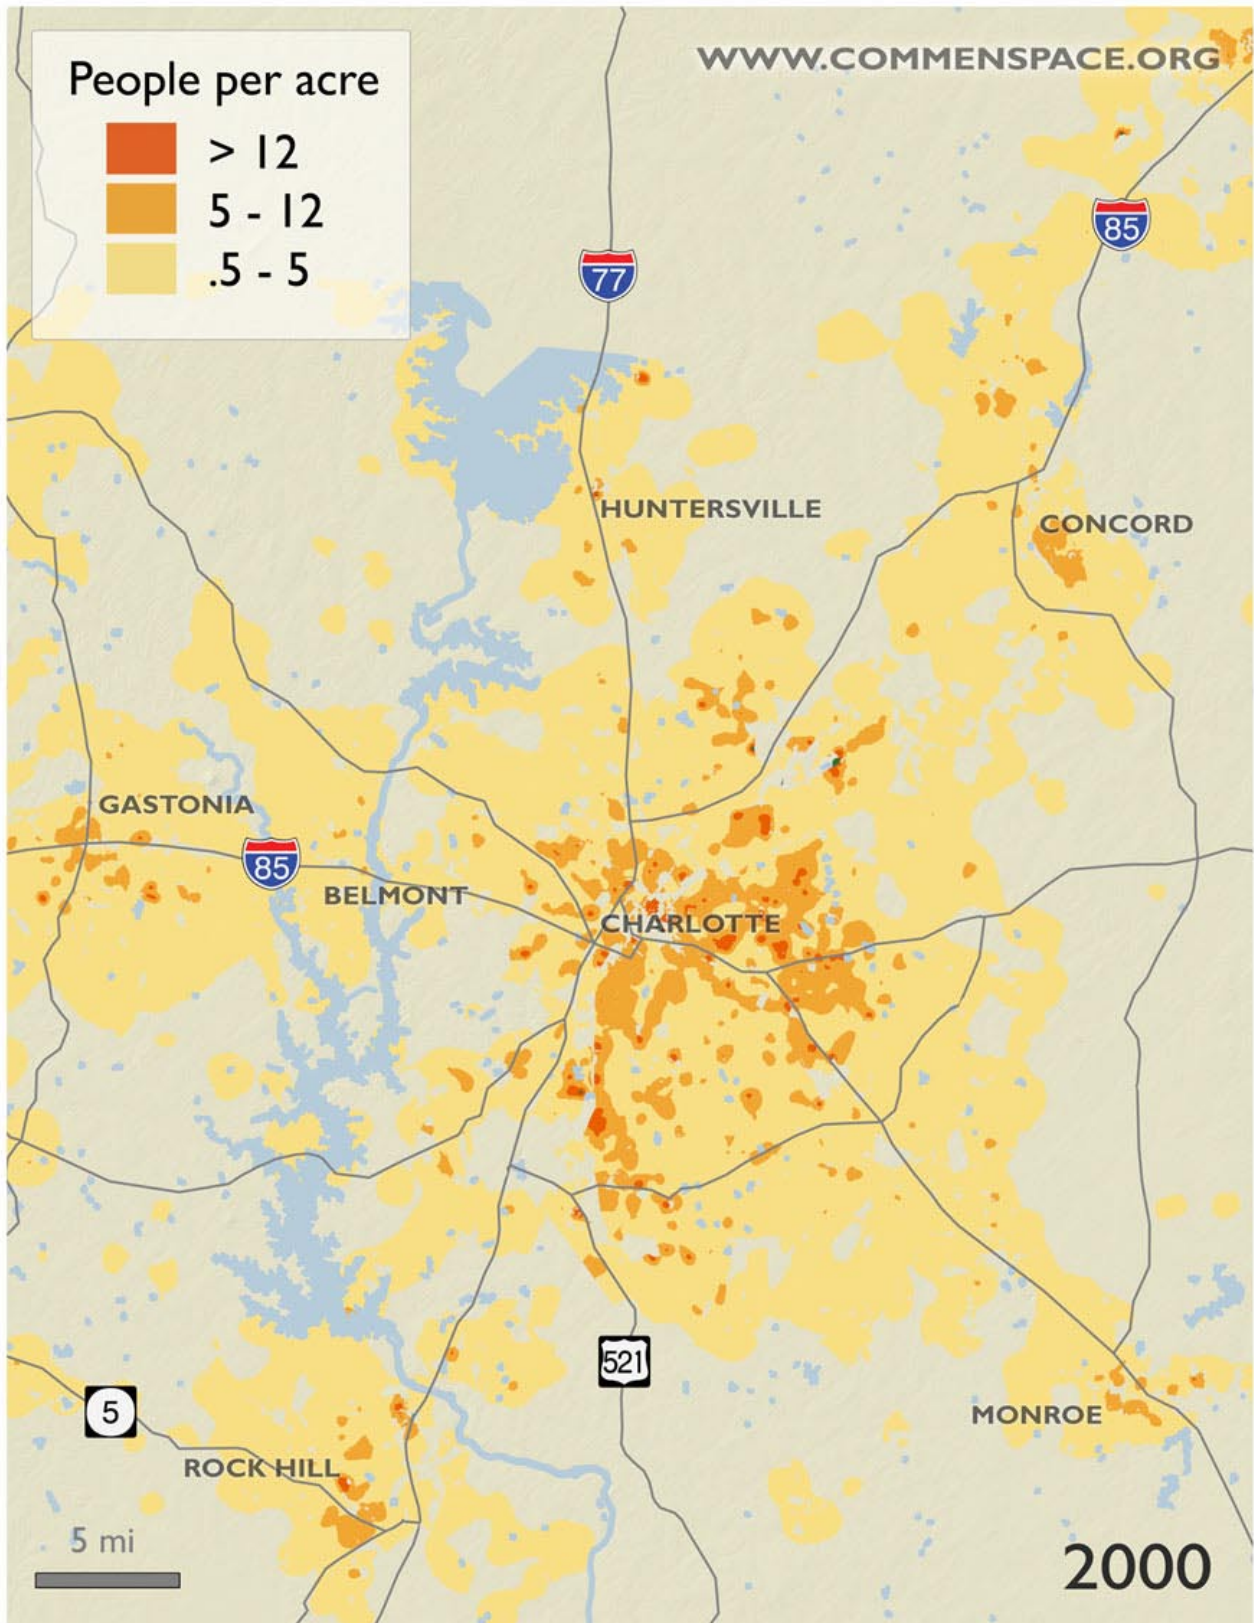 People per acre
> 12
5 - 12
.5 - 5
WWW.COMMENSPACE.ORG
85
77
HUNTERSVILLE
CONCORD
GASTONIA
85
BELMONT
CHARLOTTE
521
5
MONROE
ROCK HILL
5 mi
2000